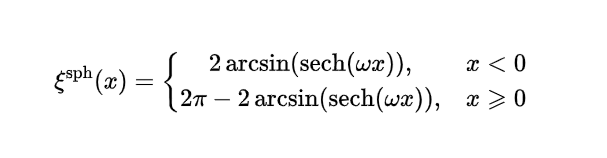 ξ^sph(x) = { 2 arcsin(sech(ωx)), x < 0
2π − 2 arcsin(sech(ωx)), x ⩾ 0